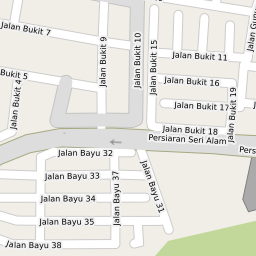 Jalan Bukit 7
Jalan Bukit 9
Jalan Bukit 10
Jalan Bukit 15
Jalan Bukit 11
Jalan Bukit 16
Jalan Bukit 17
Jalan Bukit 5
Jalan Bukit 4
Jalan Bukit 18
Jalan Bukit 19
Persiaran Seri Alam
Pers
Jalan Bayu 32
Jalan Bayu 33
Jalan Bayu 34
Jalan Bayu 35
Jalan Bayu 38
Jalan Bayu 37
Jalan Bayu 31